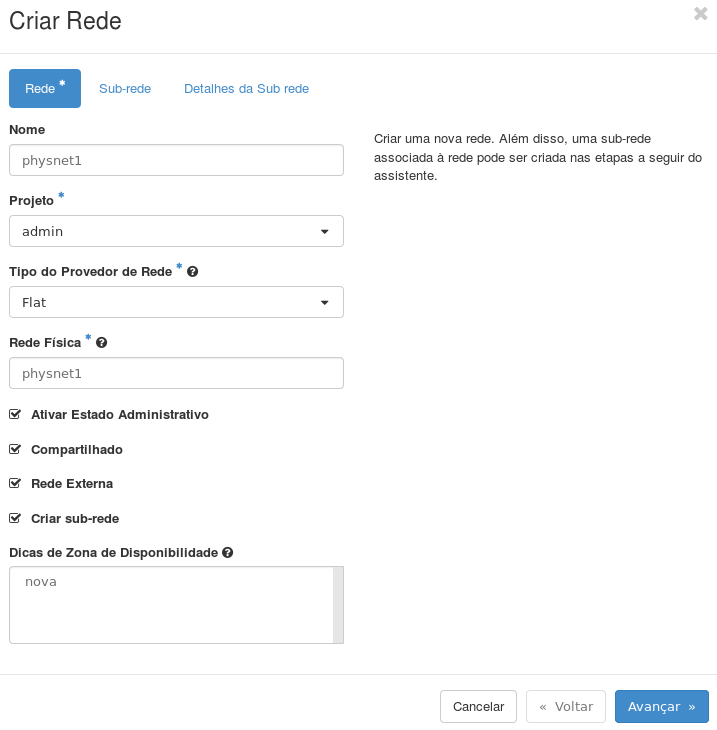 Criar Rede
✖
Rede *
Sub-rede
Detalhes da Sub rede
Nome
physnet1
Criar uma nova rede. Além disso, uma sub-rede
associada à rede pode ser criada nas etapas a seguir do
assistente.
Projeto *
admin
Tipo do Provedor de Rede * ?
Flat
Rede Física * ?
physnet1
Ativar Estado Administrativo
Compartilhado
Rede Externa
Criar sub-rede
Dicas de Zona de Disponibilidade ?
nova
Cancelar
« Voltar
Avançar »